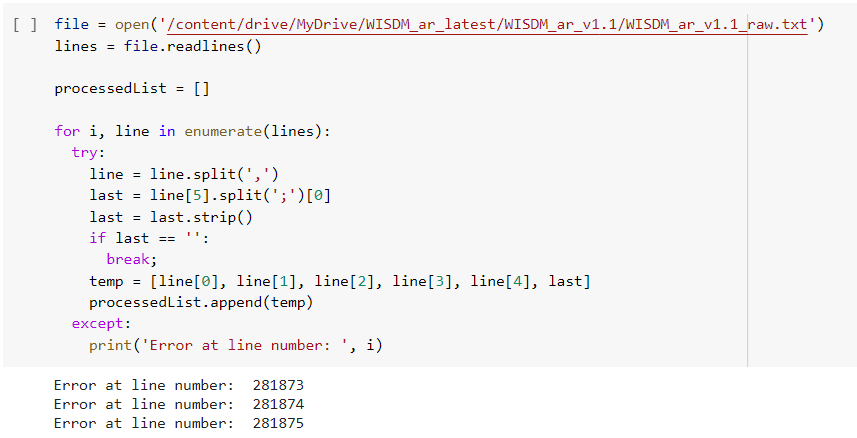 [ ] file = open('/content/drive/MyDrive/WISDM_ar_latest/WISDM_ar_v1.1/WISDM_ar_v1.1_raw.txt')
lines = file.readlines()
processedList = []
for i, line in enumerate(lines):
  try:
    line = line.split(',')
    last = line[5].split(';')[0]
    last = last.strip()
    if last == '':
      break;
    temp = [line[0], line[1], line[2], line[3], line[4], last]
    processedList.append(temp)
  except:
    print('Error at line number: ', i)
Error at line number:  281873
Error at line number:  281874
Error at line number:  281875